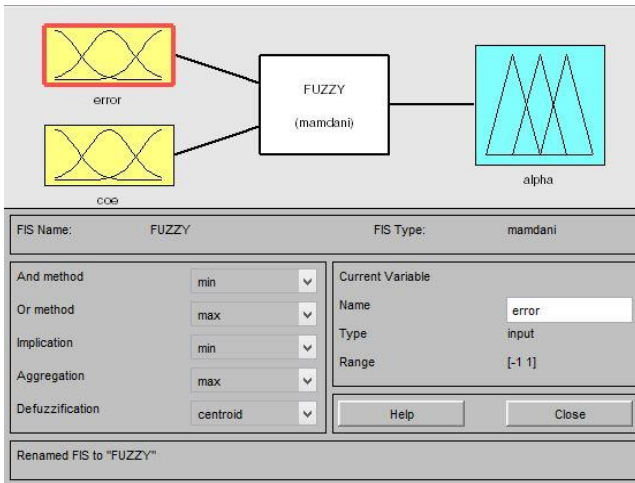 error
FUZZY
(mamdani)
coe
alpha
FIS Name: FUZZY FIS Type: mamdani
And method min
Or method max
Implication min
Aggregation max
Defuzzification centroid
Current Variable
Name error
Type input
Range [-1 1]
Help Close
Renamed FIS to "FUZZY"